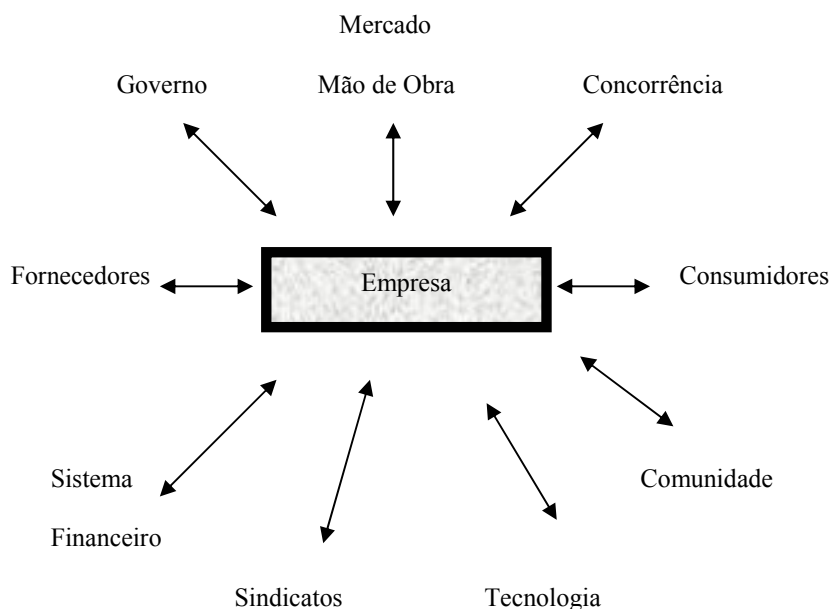 Mercado
Governo
Mão de Obra
Concorrência
Fornecedores
Empresa
Consumidores
Sistema
Financeiro
Comunidade
Sindicatos
Tecnologia